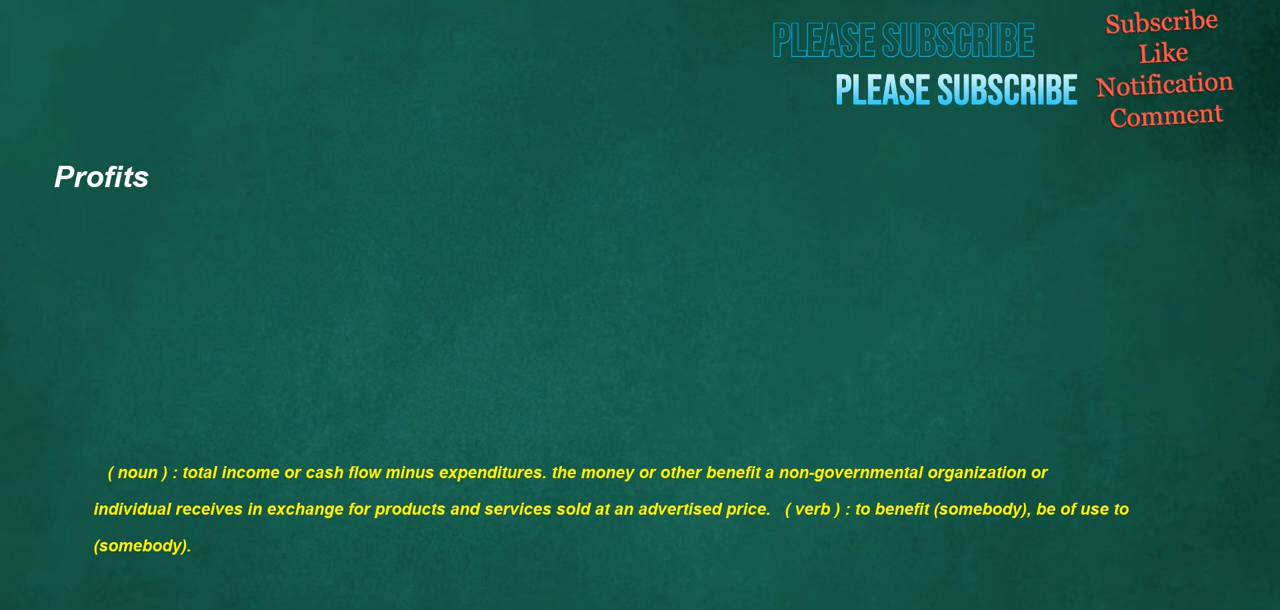 PLEASE SUBSCRIBE
PLEASE SUBSCRIBE
Subscribe
Like
Notification
Comment
Profits
( noun ) : total income or cash flow minus expenditures. the money or other benefit a non-governmental organization or
individual receives in exchange for products and services sold at an advertised price. ( verb ) : to benefit (somebody), be of use to
(somebody).